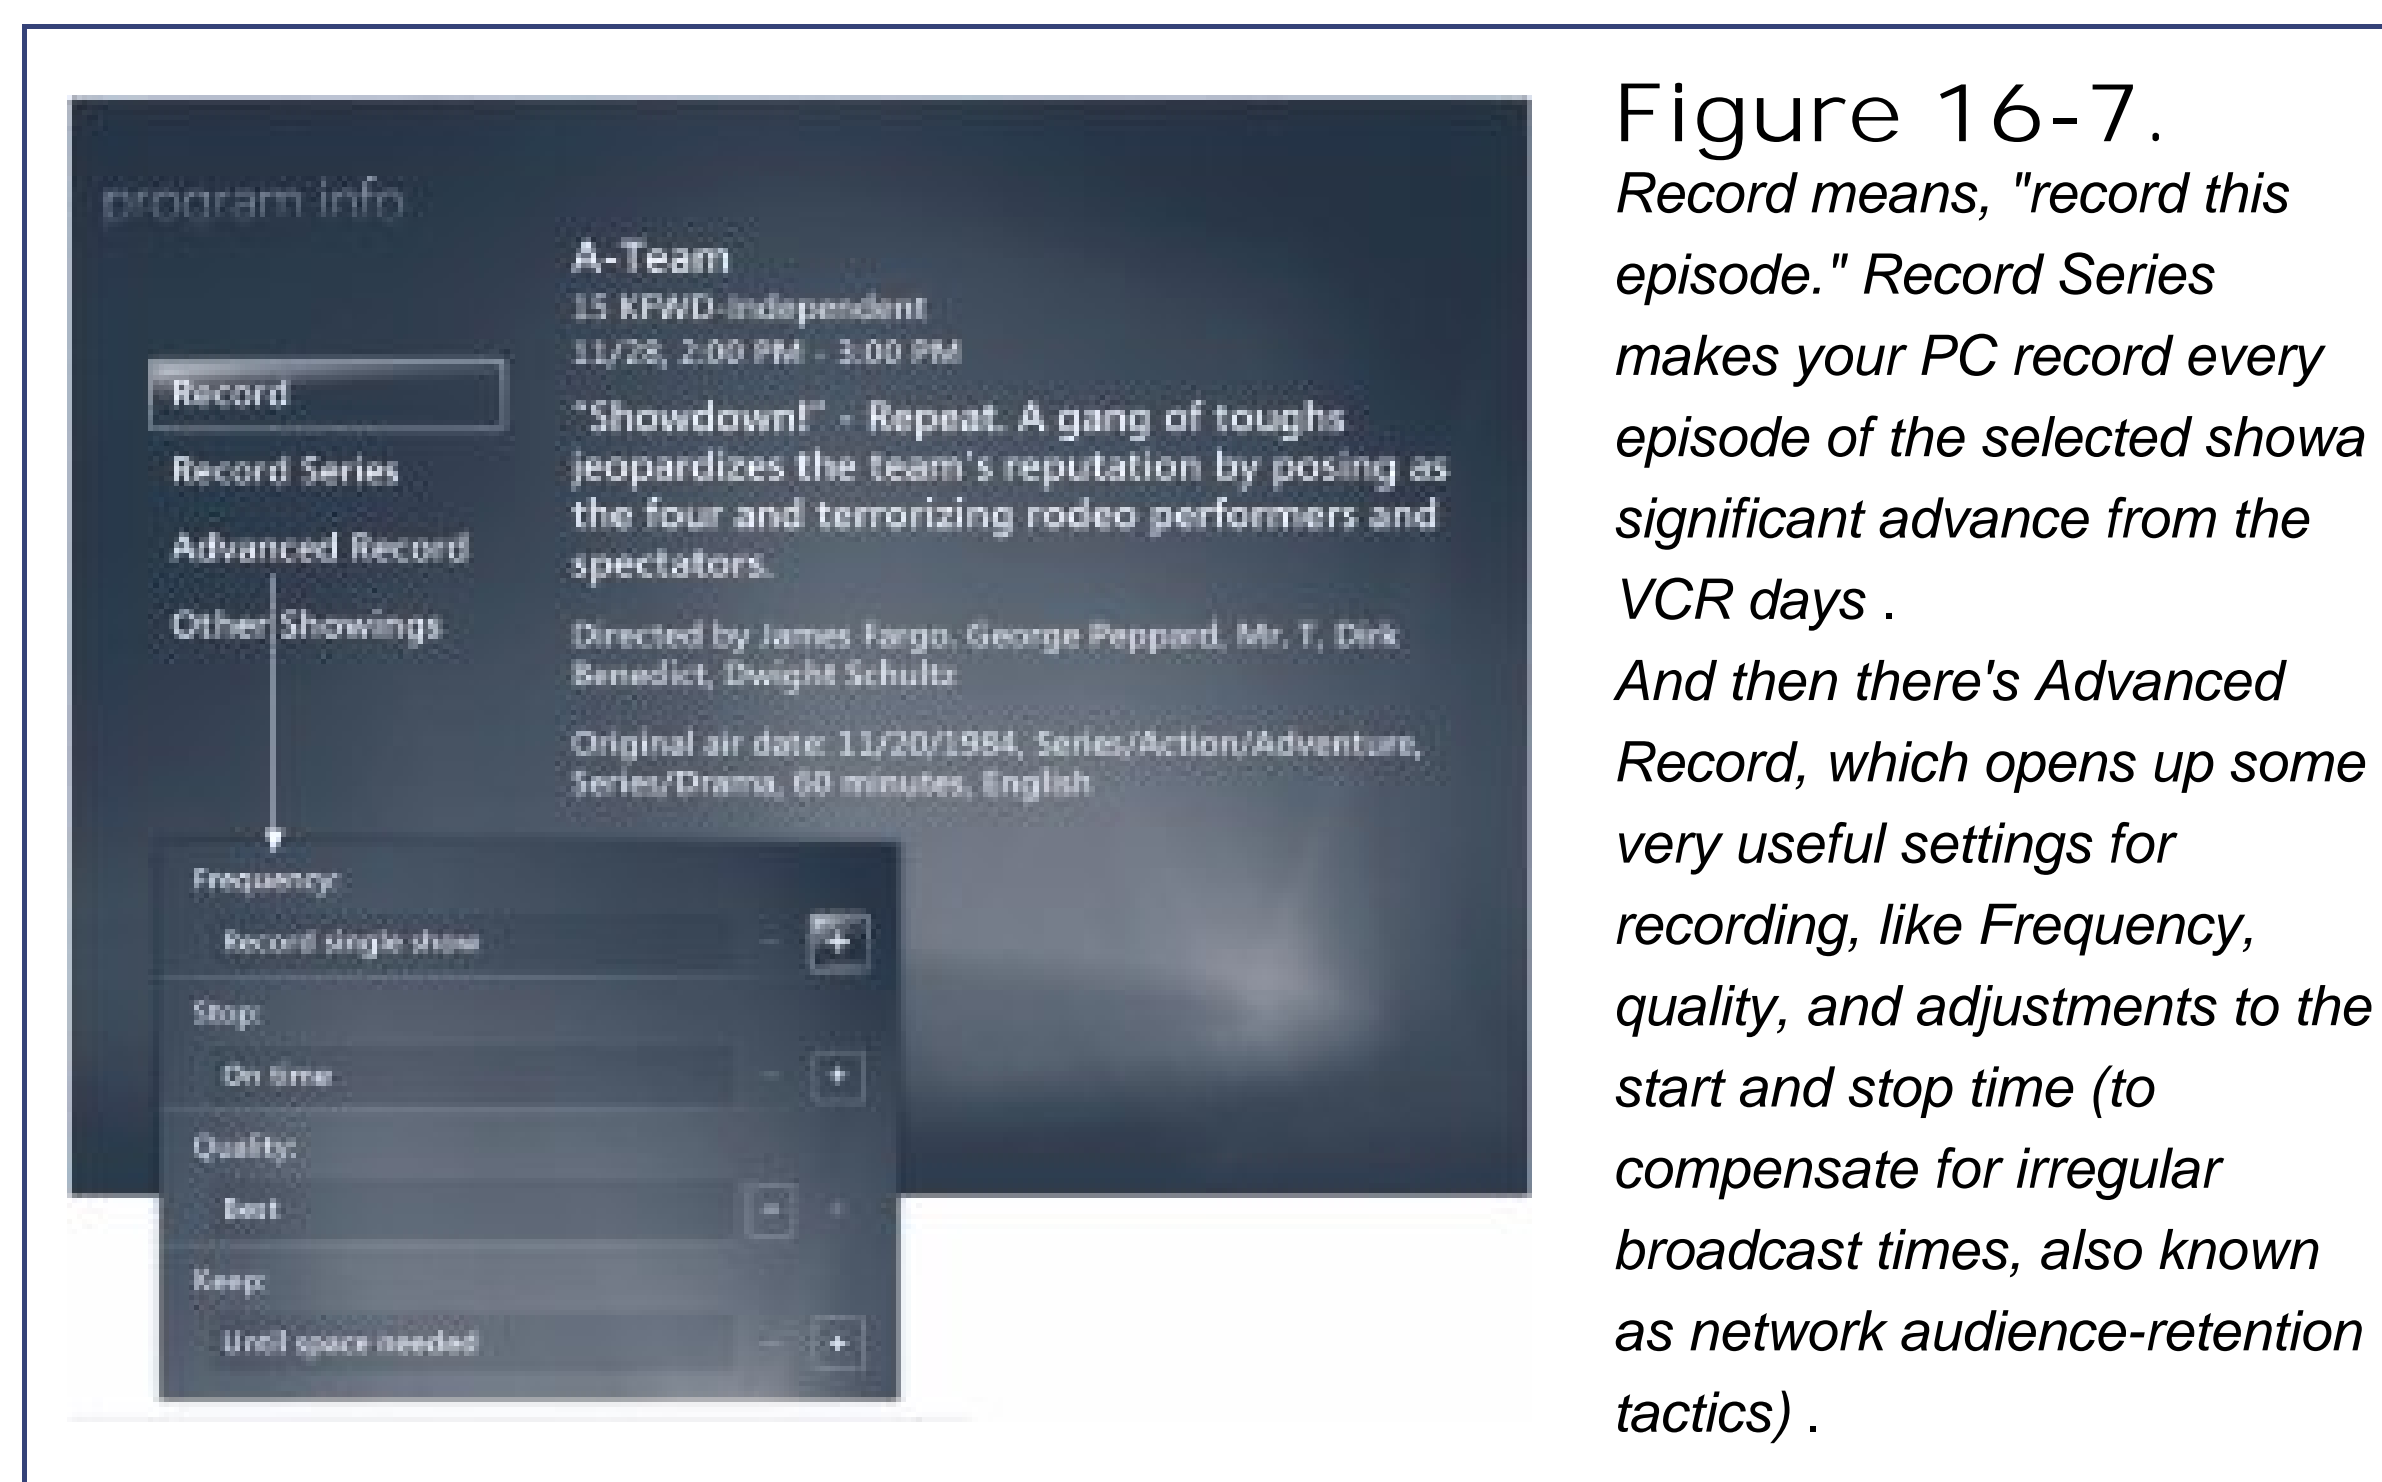 program info
A-Team
15 KFWD-Independent
11/28, 2:00 PM - 3:00 PM
Record
Record Series
Advanced Record
Other Showings
"Showdown!" - Repeat. A gang of toughs
jeopardizes the team's reputation by posing as
the four and terrorizing rodeo performers and
spectators.
Directed by James Fargo, George Peppard, Mr. T, Dirk
Benedict, Dwight Schultz
Original air date: 11/20/1984, Series/Action/Adventure,
Series/Drama, 60 minutes, English
Frequency:
Record single show - +
Stop:
On time - +
Quality:
Best - +
Keep:
Until space needed - +
Figure 16-7.
Record means, "record this
episode." Record Series
makes your PC record every
episode of the selected showa
significant advance from the
VCR days .
And then there's Advanced
Record, which opens up some
very useful settings for
recording, like Frequency,
quality, and adjustments to the
start and stop time (to
compensate for irregular
broadcast times, also known
as network audience-retention
tactics) .